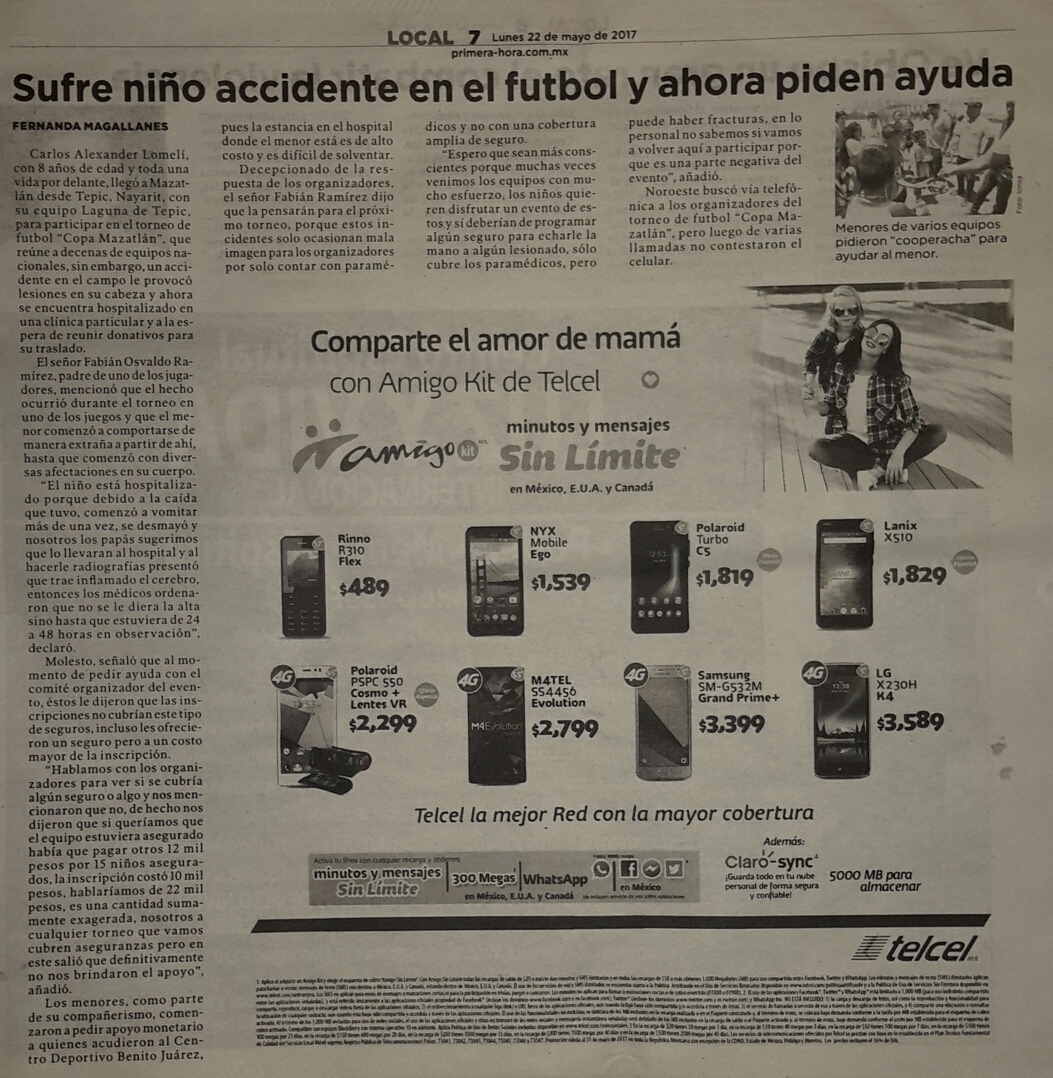 LOCAL 7 Lunes 22 de mayo de 2017
primera-hora.com.mx
Sufre niño accidente en el futbol y ahora piden ayuda
FERNANDA MAGALLANES
Carlos Alexander Lomelí,
con 8 años de edad y toda una
vida por delante, llegó a Mazat-
lán desde Tepic, Nayarit, con
su equipo Laguna de Tepic,
para participar en el torneo de
futbol "Copa Mazatlán", que
reúne a decenas de equipos na-
cionales, sin embargo, un acci-
dente en el campo le provocó
lesiones en su cabeza y ahora
se encuentra hospitalizado en
una clínica particular y a la es-
pera de reunir donativos para
su traslado.
El señor Fabián Osvaldo Ra-
mírez, padre de uno de los juga-
dores, mencionó que el hecho
ocurrió durante el torneo en
uno de los juegos y que el me-
nor comenzó a comportarse de
manera extraña a partir de ahí,
hasta que comenzó con diver-
sas afectaciones en su cuerpo.
"El niño está hospitaliza-
do porque debido a la caída
que tuvo, comenzó a vomitar
más de una vez, se desmayó y
nosotros los papás sugerimos
que lo llevaran al hospital y al
hacerle radiografías presentó
que trae inflamado el cerebro,
entonces los médicos ordena-
ron que no se le diera la alta
sino hasta que estuviera de 24
a 48 horas en observación",
declaró.
Molesto, señaló que al mo-
mento de pedir ayuda con el
comité organizador del even-
to, éstos le dijeron que las ins-
cripciones no cubrían este tipo
de seguros, incluso les ofrecie-
ron un seguro pero a un costo
mayor de la inscripción.
"Hablamos con los organi-
zadores para ver si se cubría
algún seguro o algo y nos men-
cionaron que no, de hecho nos
dijeron que si queríamos que
el equipo estuviera asegurado
había que pagar otros 12 mil
pesos por 15 niños asegura-
dos, la inscripción costó 10 mil
pesos, hablaríamos de 22 mil
pesos, es una cantidad suma-
mente exagerada, nosotros a
cualquier torneo que vamos
cubren aseguranzas pero en
este salió que definitivamente
no nos brindaron el apoyo",
añadió.
Los menores, como parte
de su compañerismo, comen-
zaron a pedir apoyo monetario
a quienes acudieron al Cen-
tro Deportivo Benito Juárez,
pues la estancia en el hospital
donde el menor está es de alto
costo y es difícil de solventar.
Decepcionado de la res-
puesta de los organizadores,
el señor Fabián Ramírez dijo
que la pensarán para el próxi-
mo torneo, porque estos in-
cidentes solo ocasionan mala
imagen para los organizadores
por solo contar con paramé-
dicos y no con una cobertura
amplia de seguro.
"Espero que sean más cons-
cientes porque muchas veces
venimos los equipos con mu-
cho esfuerzo, los niños quie-
ren disfrutar un evento de es-
tos y sí deberían de programar
algún seguro para echarle la
mano a algún lesionado, sólo
cubre los paramédicos, pero
puede haber fracturas, en lo
personal no sabemos si vamos
a volver aquí a participar por-
que es una parte negativa del
evento", añadió.
Noroeste buscó vía telefó-
nica a los organizadores del
torneo de futbol "Copa Ma-
zatlán", pero luego de varias
llamadas no contestaron el
celular.
Menores de varios equipos
pidieron "cooperacha" para
ayudar al menor.
Comparte el amor de mamá
con Amigo Kit de Telcel
amigo kit
minutos y mensajes
Sin Límite
en México, E.U.A. y Canadá
Rinno
R310
Flex
$489
NYX
Mobile
Ego
$1,539
Polaroid
Turbo
C5
$1,819
Lanix
X510
$1,829
4G
Polaroid
PSPC 550
Cosmo +
Lentes VR
$2,299
4G
M4TEL
SS4456
Evolution
$2,799
4G
Samsung
SM-G532M
Grand Prime+
$3,399
4G
LG
X230H
K4
$3,589
Telcel la mejor Red con la mayor cobertura
Activa tu línea con cualquier recarga y obtienes
minutos y mensajes
Sin Límite
300 Megas
WhatsApp
en México, E.U.A. y Canadá
en México
Además:
Claro-sync
¡Guarda todo en tu nube
personal de forma segura
y confiable!
5000 MB para
almacenar
telcel